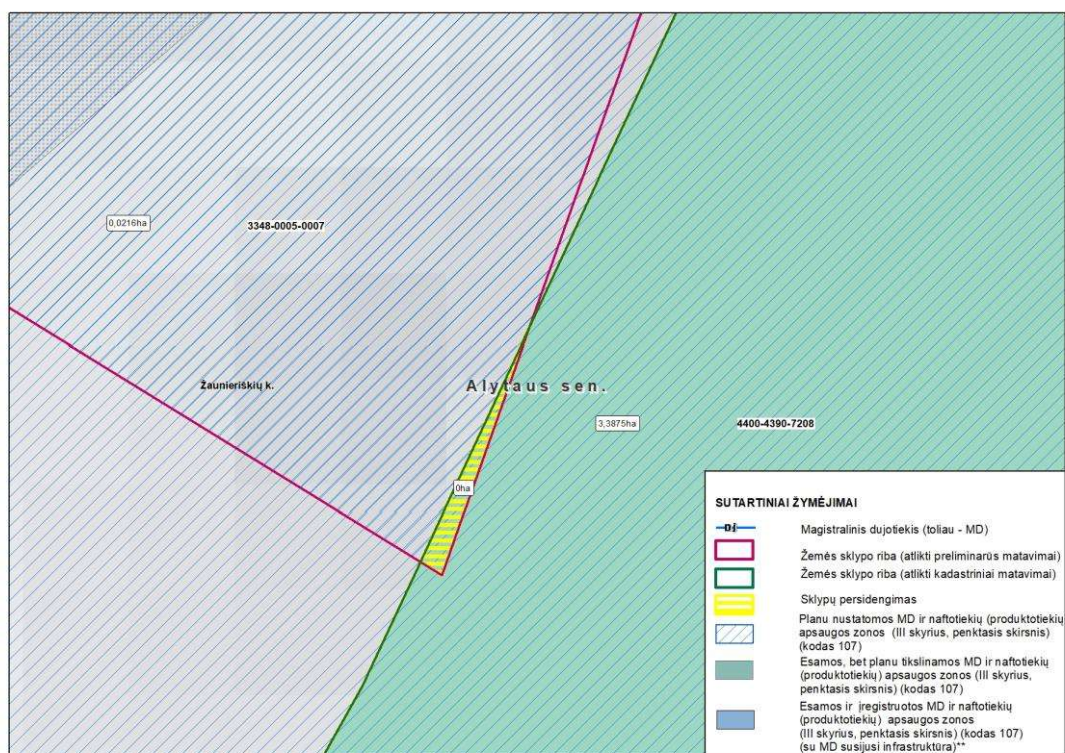 0,0216ha
3348-0005-0007
Žaunieriškių k.
Alytaus sen.
3,3875ha
4400-4390-7208
0ha
SUTARTINIAI ŽYMĖJIMAI
Magistralinis dujotiekis (toliau - MD)
Žemės sklypo riba (atlikti preliminarūs matavimai)
Žemės sklypo riba (atlikti kadastriniai matavimai)
Sklypų persidengimas
Planu nustatomos MD ir naftotiekių (produktotiekių)
apsaugos zonos (III skyrius, penktasis skirsnis)
(kodas 107)
Esamos, bet planu tikslinamos MD ir naftotiekių
(produktotiekių) apsaugos zonos (III skyrius,
penktasis skirsnis) (kodas 107)
Esamos ir įregistruotos MD ir naftotiekių
(produktotiekių) apsaugos zonos
(III skyrius, penktasis skirsnis) (kodas 107)
(su MD susijusi infrastruktūra)**